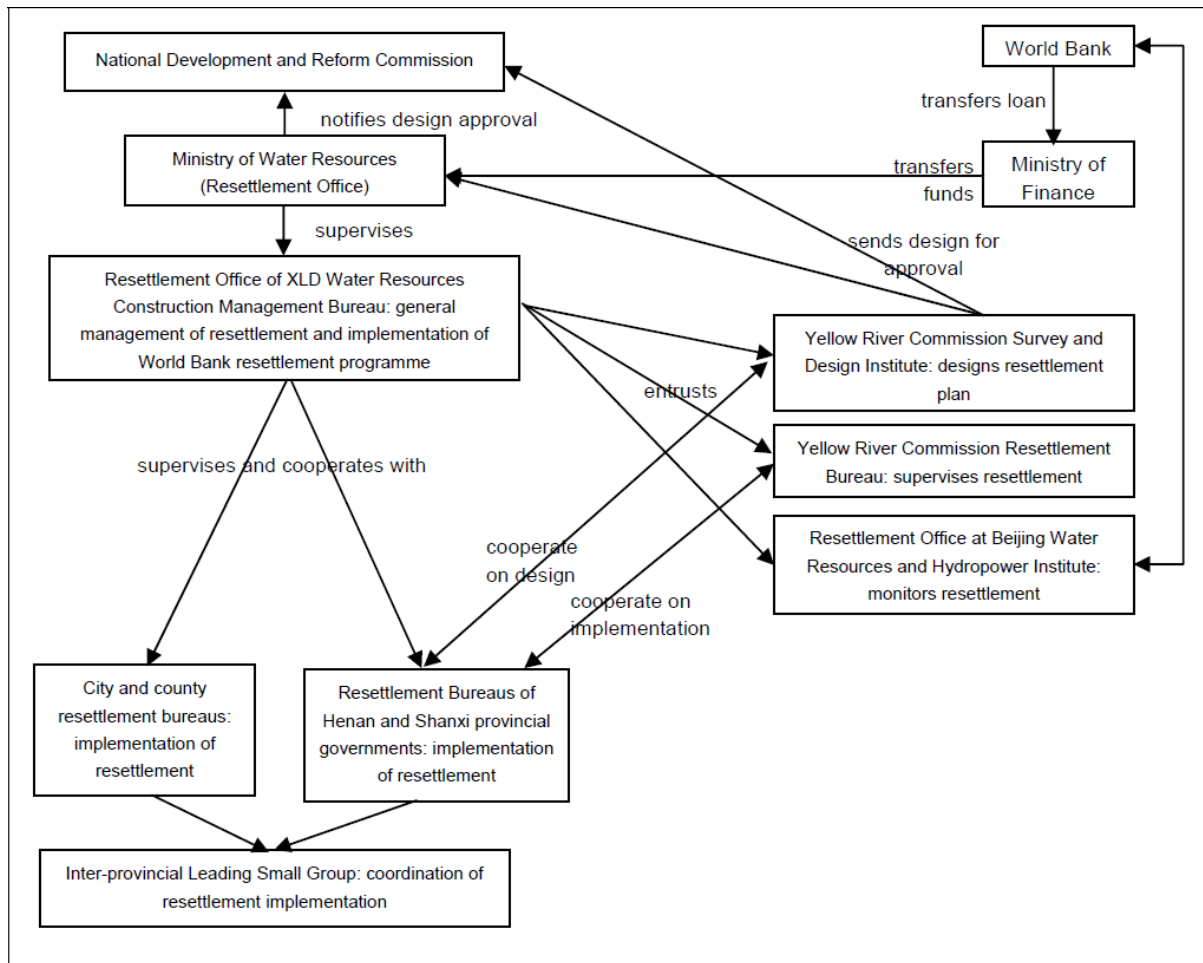 National Development and Reform Commission
World Bank
transfers loan
notifies design approval
Ministry of Water Resources
(Resettlement Office)
transfers
funds
Ministry of
Finance
supervises
sends design for
approval
Resettlement Office of XLD Water Resources
Construction Management Bureau: general
management of resettlement and implementation of
World Bank resettlement programme
Yellow River Commission Survey and
Design Institute: designs resettlement
plan
entrusts
Yellow River Commission Resettlement
Bureau: supervises resettlement
supervises and cooperates with
Resettlement Office at Beijing Water
Resources and Hydropower Institute:
monitors resettlement
cooperate
on design
cooperate on
implementation
City and county
resettlement bureaus:
implementation of
resettlement
Resettlement Bureaus of
Henan and Shanxi provincial
governments: implementation
of resettlement
Inter-provincial Leading Small Group: coordination of
resettlement implementation